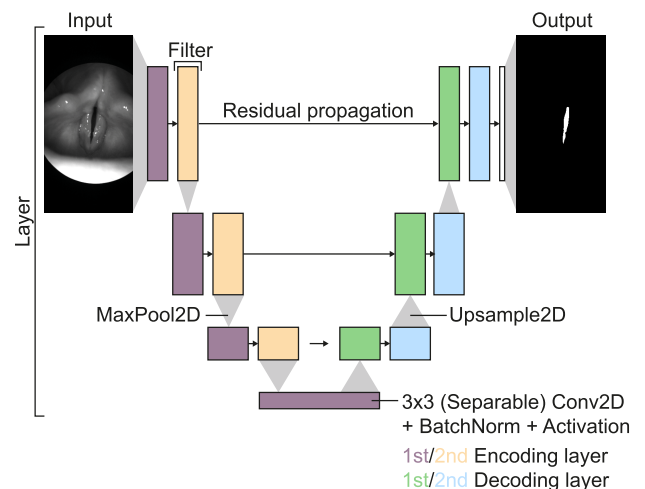 Input
Output
Filter
Residual propagation
Layer
MaxPool2D
Upsample2D
3x3 (Separable) Conv2D
+ BatchNorm + Activation
1st/2nd Encoding layer
1st/2nd Decoding layer